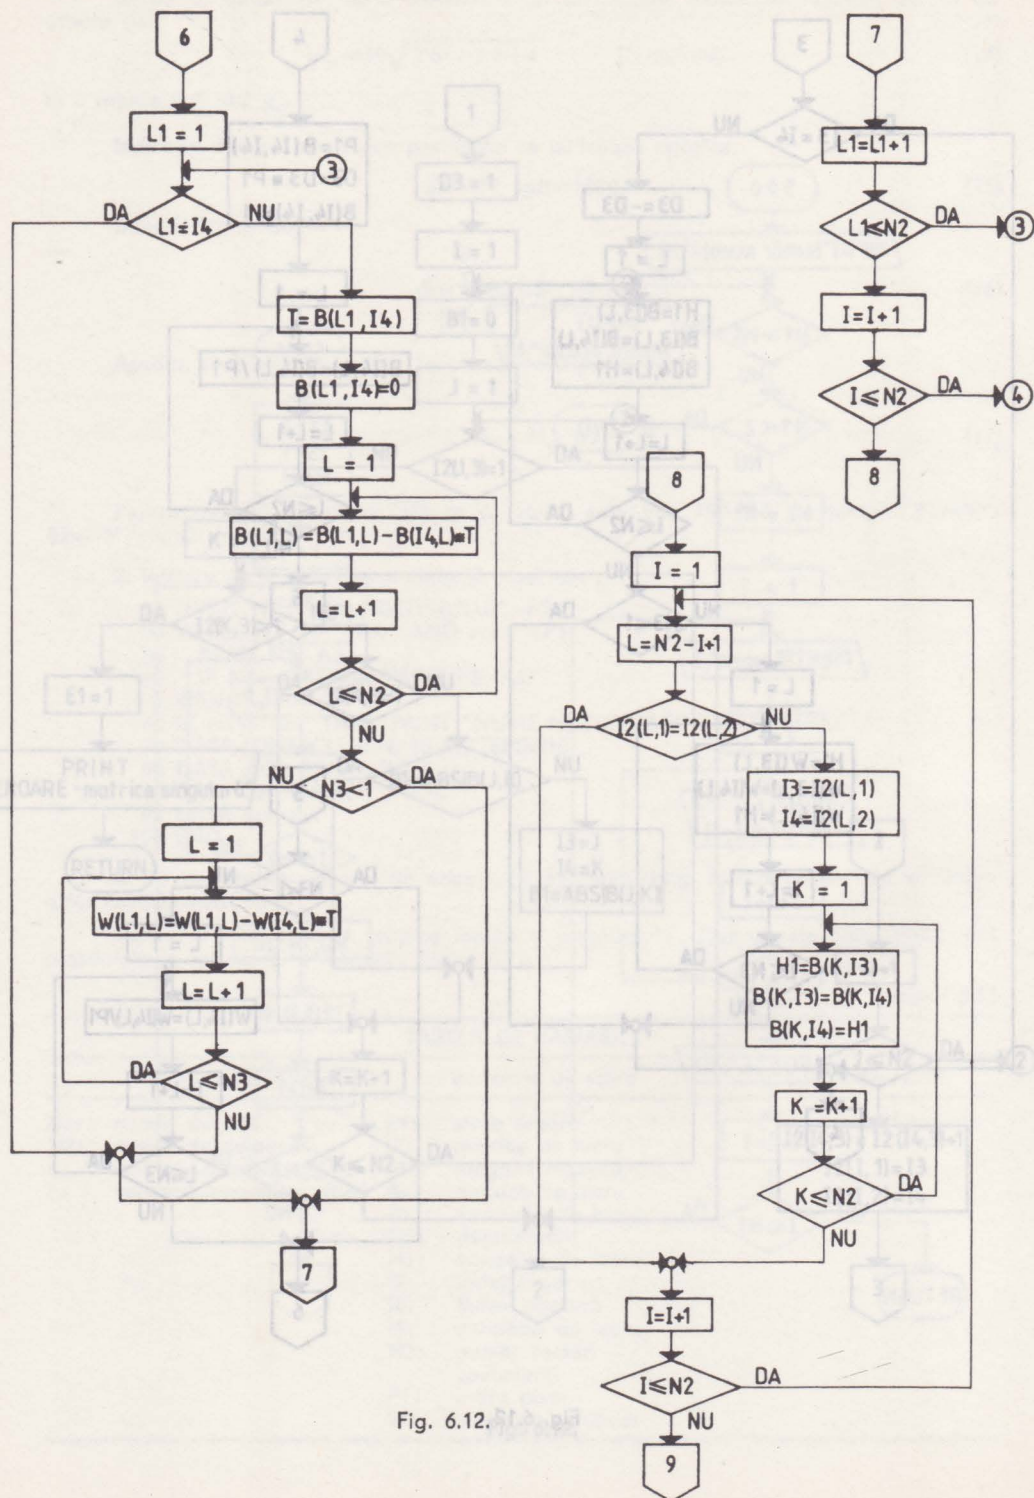 6
L1 = 1
3
DA
L1=I4
NU
T=B(L1,I4)
B(L1,I4)=0
L = 1
B(L1,L)=B(L1,L)-B(I4,L)*T
L=L+1
L≤N2
DA
NU
NU
N3<1
DA
L = 1
W(L1,L)=W(L1,L)-W(I4,L)*T
L=L+1
DA
L≤N3
NU
7
7
L1=L1+1
L1≤N2
DA
3
I=I+1
I≤N2
DA
4
8
8
I = 1
L=N2-I+1
DA
I2(L,1)=I2(L,2)
NU
I3=I2(L,1)
I4=I2(L,2)
K = 1
H1=B(K,I3)
B(K,I3)=B(K,I4)
B(K,I4)=H1
K =K+1
K≤N2
DA
NU
I=I+1
I≤N2
DA
NU
9
Fig. 6.12.